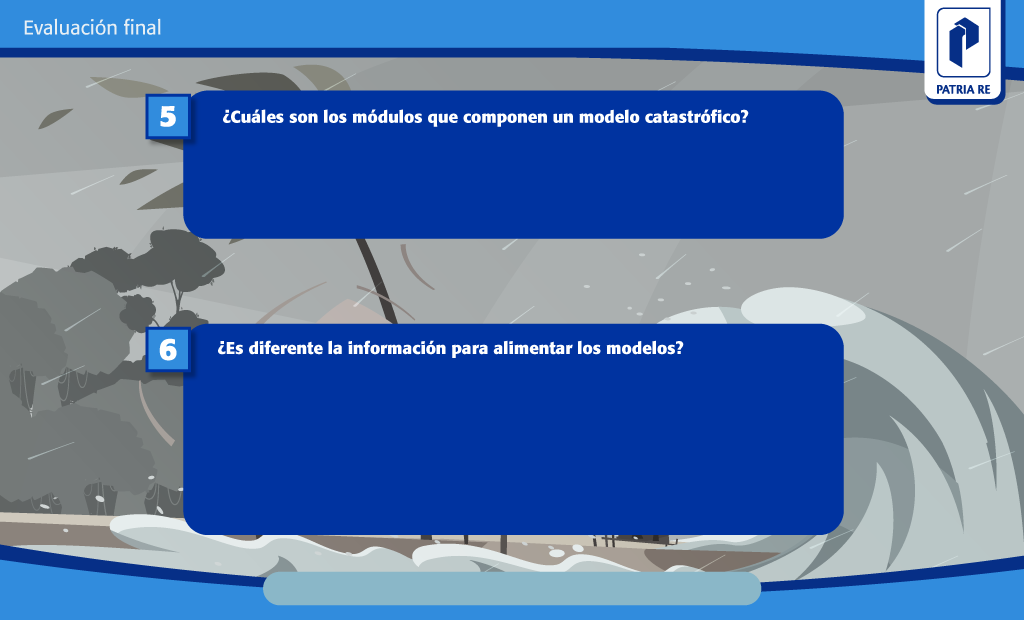 Evaluación final
PATRIA RE
5
¿Cuáles son los módulos que componen un modelo catastrófico?
6
¿Es diferente la información para alimentar los modelos?